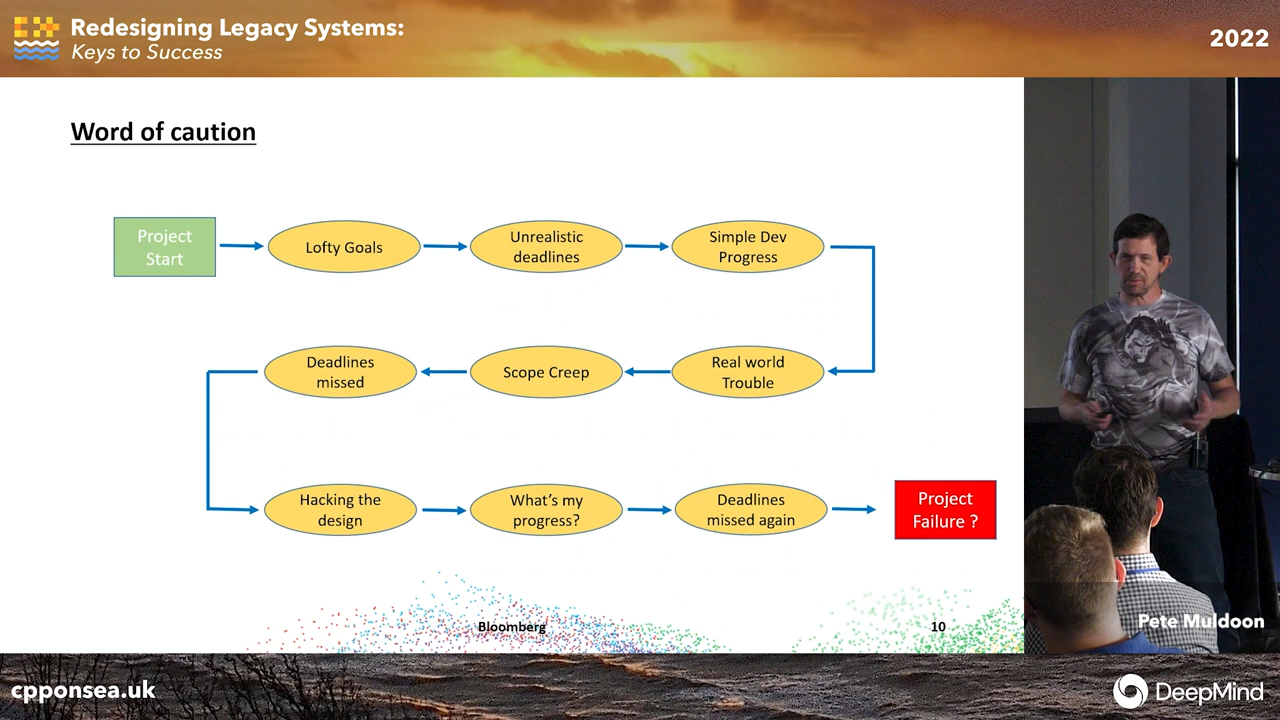 Redesigning Legacy Systems:
Keys to Success
2022
Word of caution
Project
Start
Lofty Goals
Unrealistic
deadlines
Simple Dev
Progress
Real world
Trouble
Scope Creep
Deadlines
missed
Hacking the
design
What's my
progress?
Deadlines
missed again
Project
Failure ?
Bloomberg
10
Pete Muldoon
cpponsea.uk
DeepMind